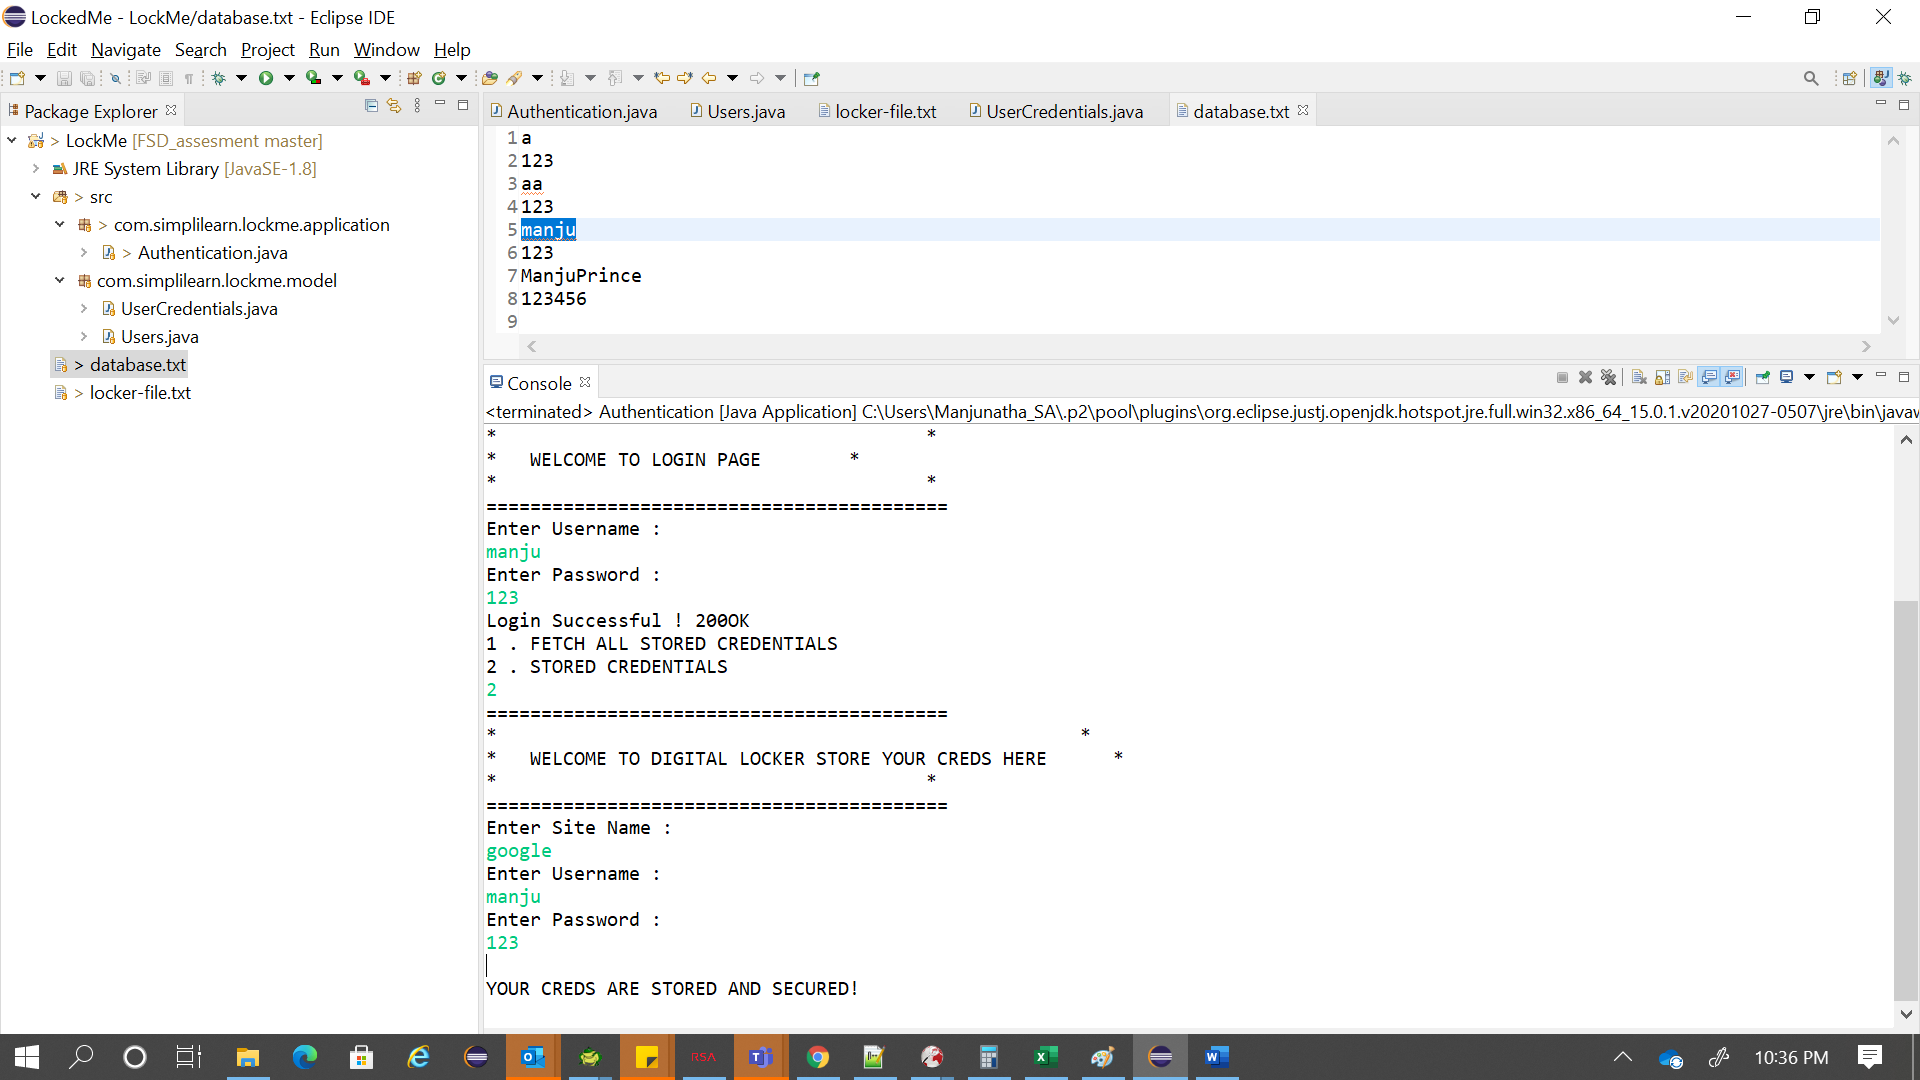 LockedMe - LockMe/database.txt - Eclipse IDE
File Edit Navigate Search Project Run Window Help
Package Explorer
> LockMe [FSD_assesment master]
JRE System Library [JavaSE-1.8]
> src
> com.simplilearn.lockme.application
> Authentication.java
com.simplilearn.lockme.model
UserCredentials.java
Users.java
> database.txt
> locker-file.txt
Authentication.java Users.java locker-file.txt UserCredentials.java database.txt
1 a
2 123
3 aa
4 123
5 manju
6 123
7 ManjuPrince
8 123456
9
Console
<terminated> Authentication [Java Application] C:\Users\Manjunatha_SA\.p2\pool\plugins\org.eclipse.justj.openjdk.hotspot.jre.full.win32.x86_64_15.0.1.v20201027-0507\jre\bin\javaw
* *
* WELCOME TO LOGIN PAGE *
* *
==========================================
Enter Username :
manju
Enter Password :
123
Login Successful ! 200OK
1 . FETCH ALL STORED CREDENTIALS
2 . STORED CREDENTIALS
2
==========================================
* *
* WELCOME TO DIGITAL LOCKER STORE YOUR CREDS HERE *
* *
==========================================
Enter Site Name :
google
Enter Username :
manju
Enter Password :
123
YOUR CREDS ARE STORED AND SECURED!
RSA
10:36 PM